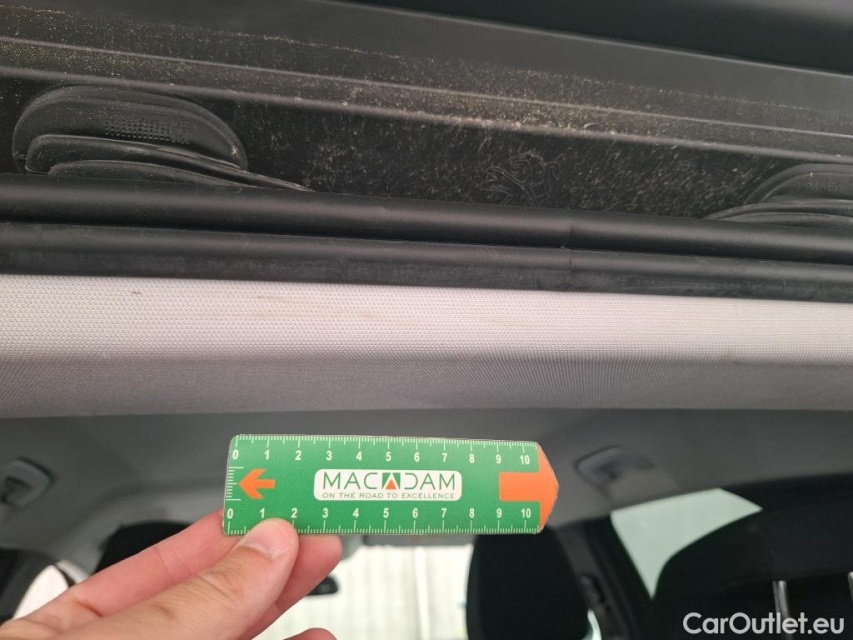 0 1 2 3 4 5 6 7 8 9 10
MACADAM
ON THE ROAD TO EXCELLENCE
0 1 2 3 4 5 6 7 8 9 10
CarOutlet.eu